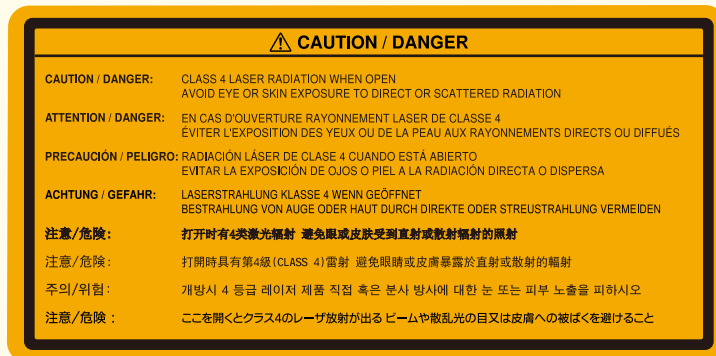 ⚠ CAUTION / DANGER
CAUTION / DANGER: CLASS 4 LASER RADIATION WHEN OPEN
AVOID EYE OR SKIN EXPOSURE TO DIRECT OR SCATTERED RADIATION
ATTENTION / DANGER: EN CAS D'OUVERTURE RAYONNEMENT LASER DE CLASSE 4
ÉVITER L'EXPOSITION DES YEUX OU DE LA PEAU AUX RAYONNEMENTS DIRECTS OU DIFFUÉS
PRECAUCIÓN / PELIGRO: RADIACIÓN LÁSER DE CLASE 4 CUANDO ESTÁ ABIERTO
EVITAR LA EXPOSICIÓN DE OJOS O PIEL A LA RADIACIÓN DIRECTA O DISPERSA
ACHTUNG / GEFAHR: LASERSTRAHLUNG KLASSE 4 WENN GEÖFFNET
BESTRAHLUNG VON AUGE ODER HAUT DURCH DIREKTE ODER STREUSTRAHLUNG VERMEIDEN
注意/危险: 打开时有4类激光辐射 避免眼或皮肤受到直射或散射辐射的照射
注意/危險: 打開時具有第4級(CLASS 4)雷射 避免眼睛或皮膚暴露於直射或散射的輻射
주의/위험: 개방시 4 등급 레이저 제품 직접 혹은 분사 방사에 대한 눈 또는 피부 노출을 피하시오
注意/危険 : ここを開くとクラス4のレーザ放射が出る ビームや散乱光の目又は皮膚への被ばくを避けること